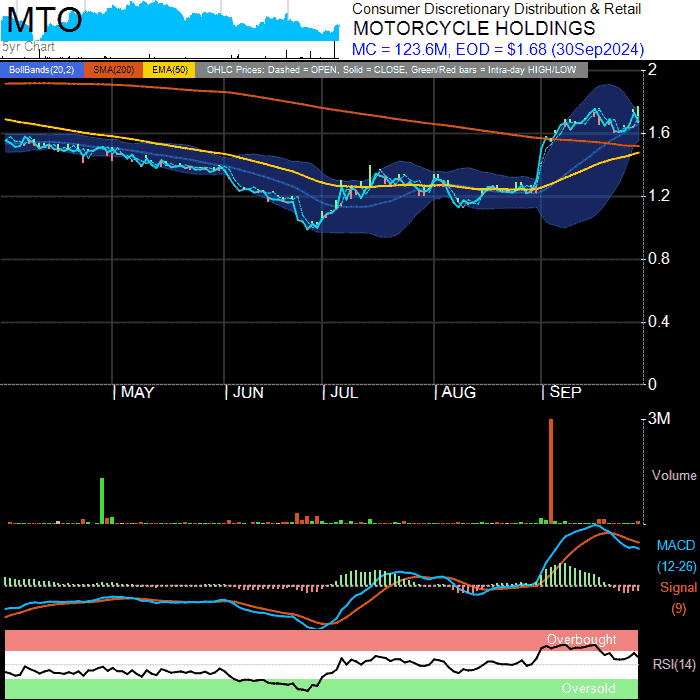 MTO
5yr Chart
Consumer Discretionary Distribution & Retail
MOTORCYCLE HOLDINGS
MC = 123.6M, EOD = $1.68 (30Sep2024)
BollBands(20,2) SMA(200) EMA(50) OHLC Prices: Dashed = OPEN, Solid = CLOSE, Green/Red bars = Intra-day HIGH/LOW
2
1.6
1.2
0.8
0.4
0
MAY JUN JUL AUG SEP
3M
Volume
MACD
(12-26)
Signal
(9)
Overbought
RSI(14)
Oversold